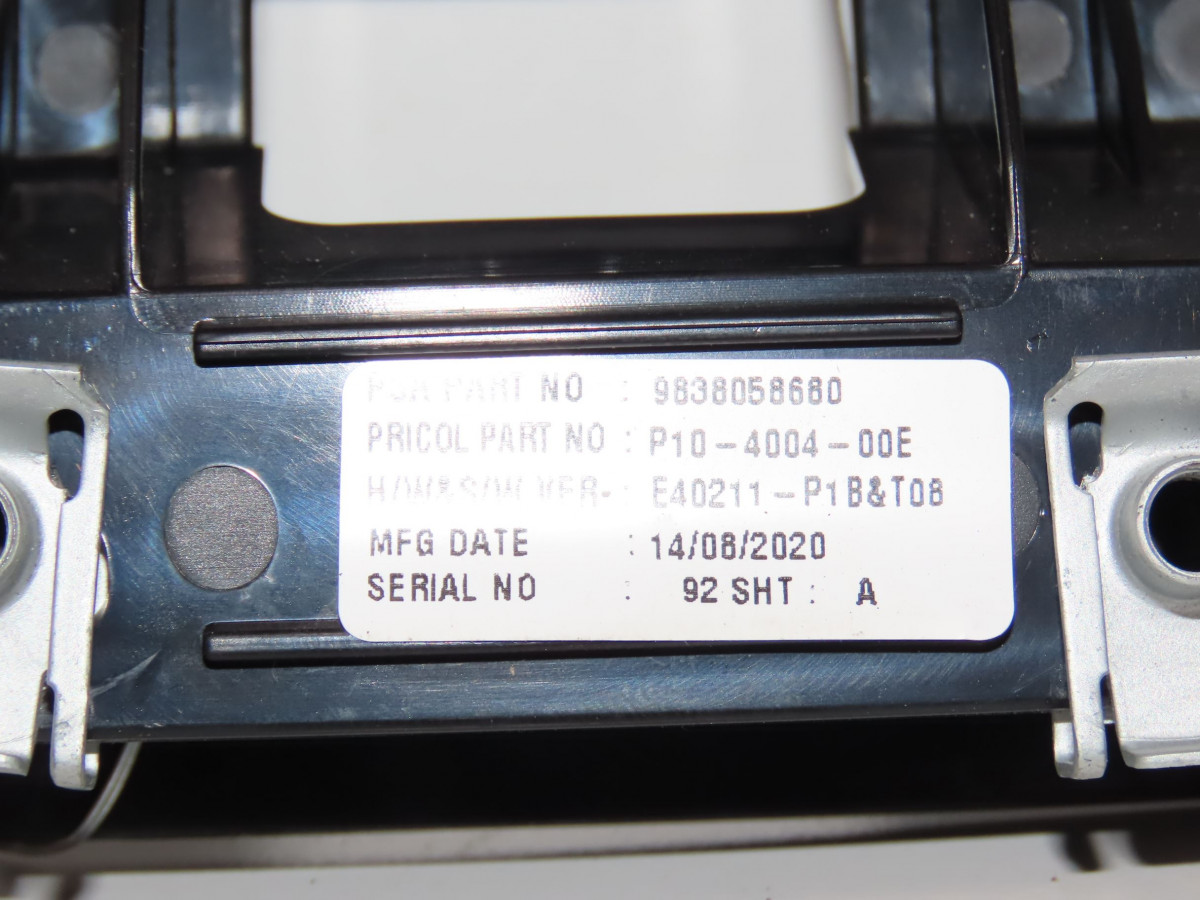 PSA PART NO : 9838058680
PRICOL PART NO : P10-4004-00E
H/W&S/W VER- : E40211-P1B&T08
MFG DATE : 14/08/2020
SERIAL NO : 92 SHT : A